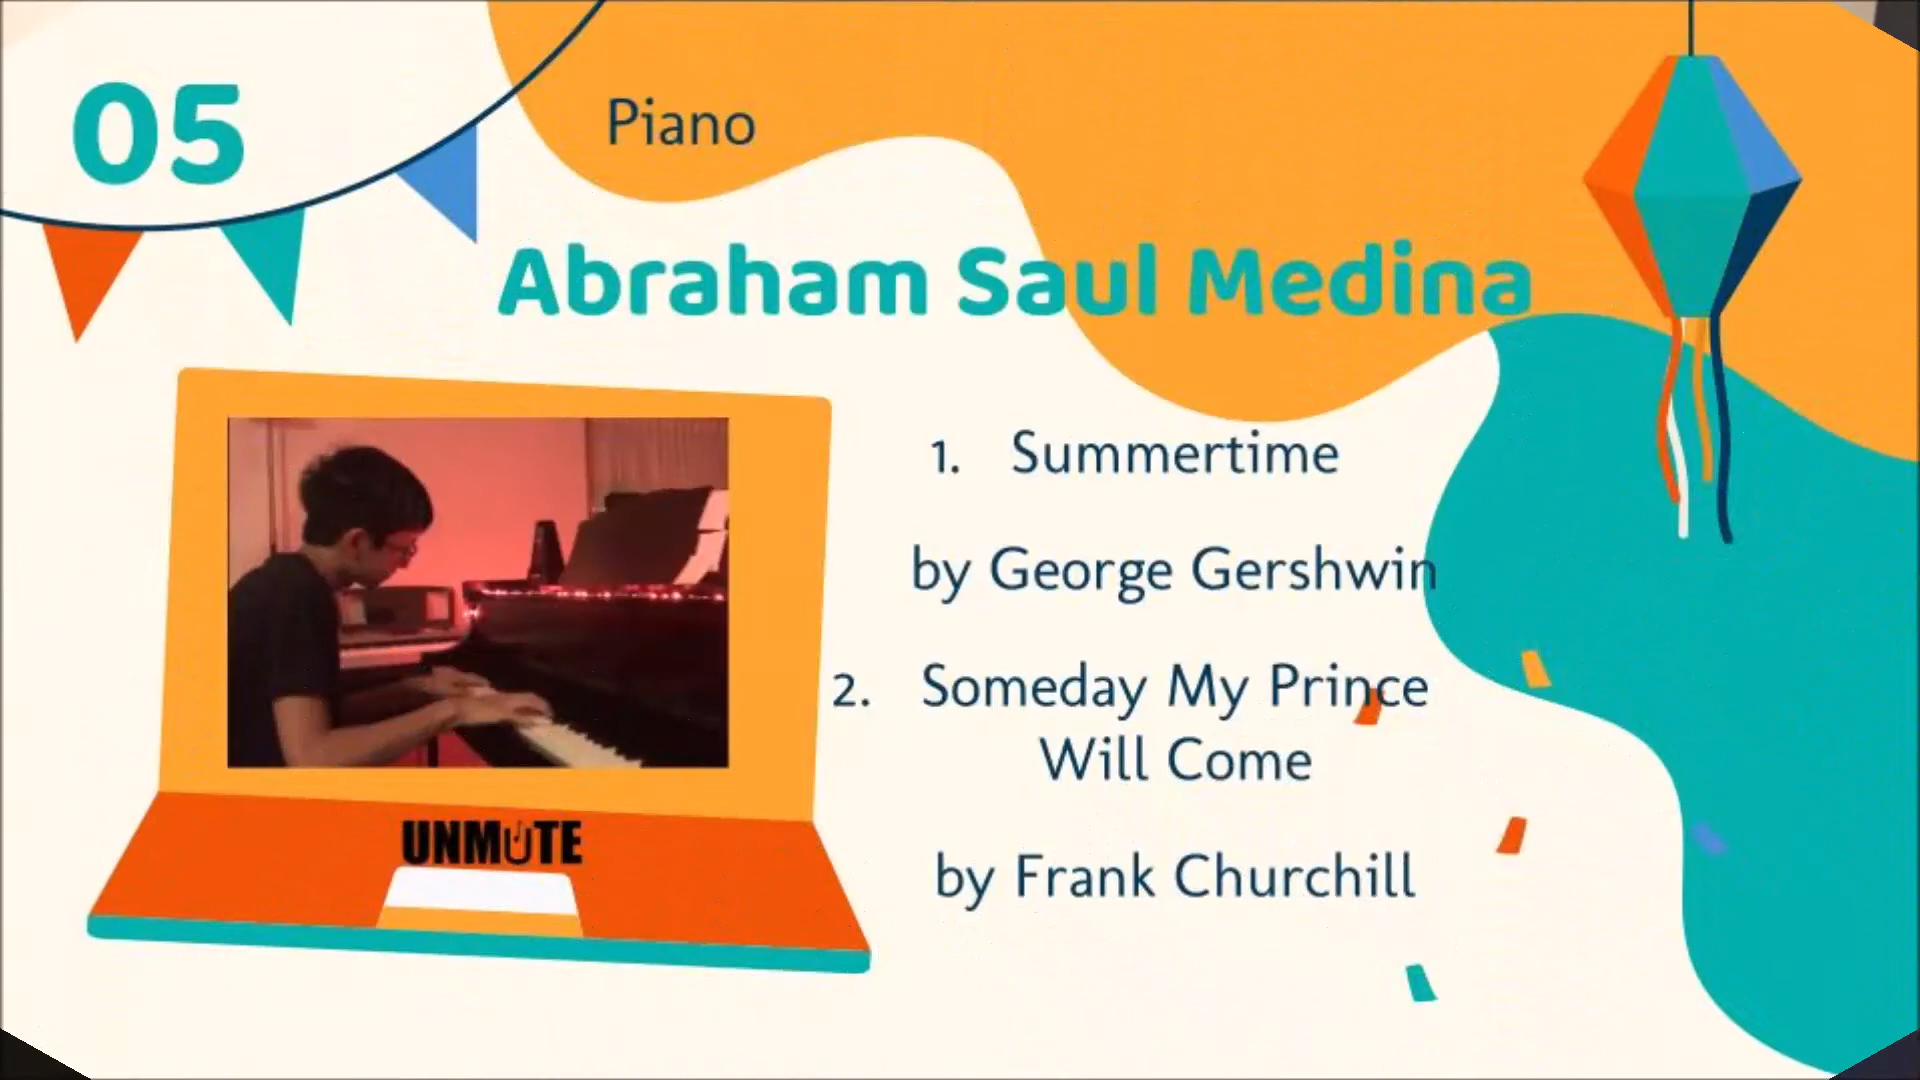 05
Piano
Abraham Saul Medina
1. Summertime
by George Gershwin
2. Someday My Prince
Will Come
by Frank Churchill
UNMUTE